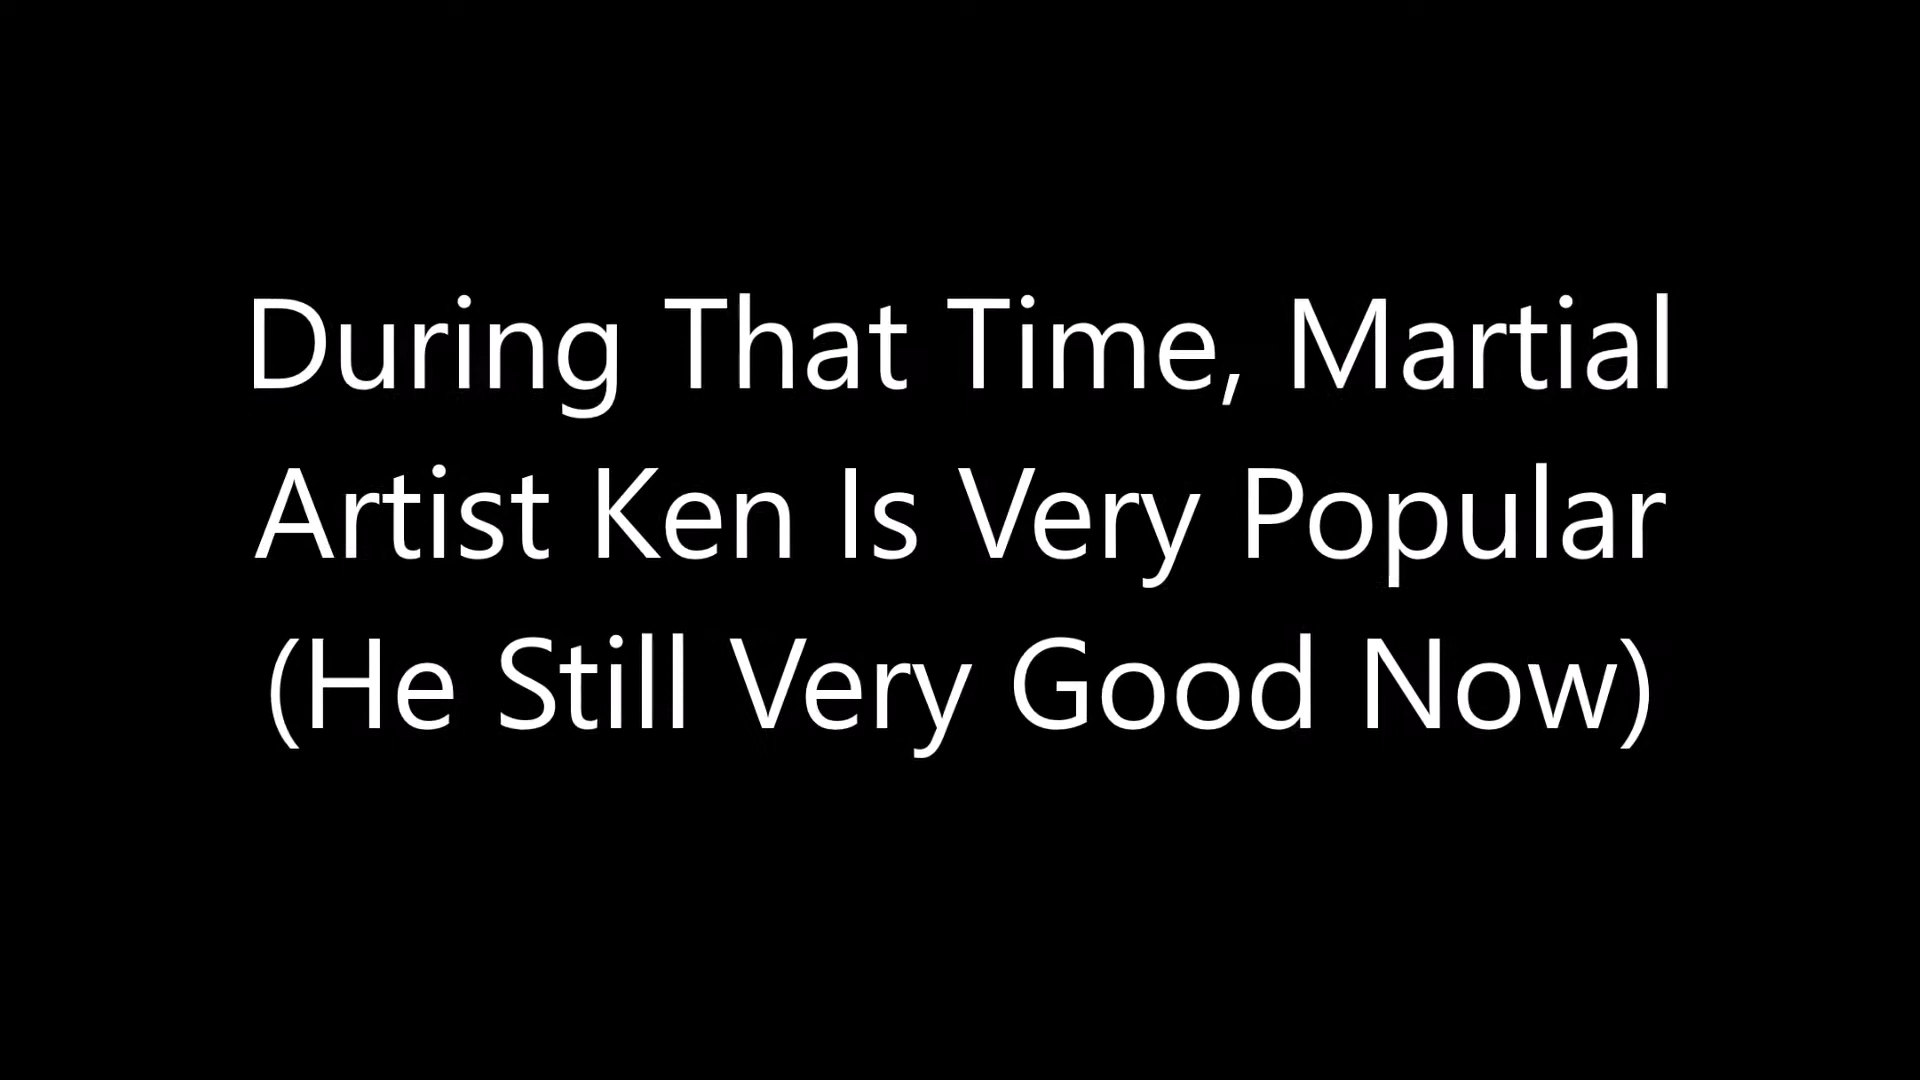 During That Time, Martial
Artist Ken Is Very Popular
(He Still Very Good Now)